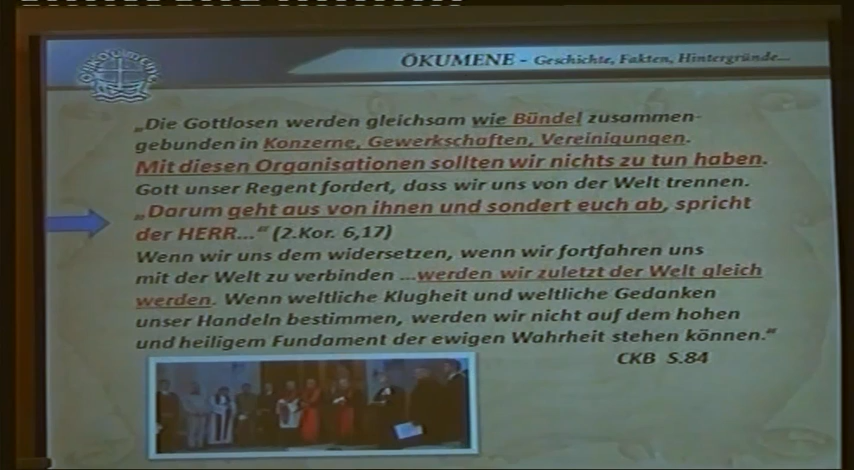 ökumene
ÖKUMENE - Geschichte, Fakten, Hintergründe...
„Die Gottlosen werden gleichsam wie Bündel zusammen-
gebunden in Konzerne, Gewerkschaften, Vereinigungen.
Mit diesen Organisationen sollten wir nichts zu tun haben.
Gott unser Regent fordert, dass wir uns von der Welt trennen.
„Darum geht aus von ihnen und sondert euch ab, spricht
der HERR...“ (2.Kor. 6,17)
Wenn wir uns dem widersetzen, wenn wir fortfahren uns
mit der Welt zu verbinden ...werden wir zuletzt der Welt gleich
werden. Wenn weltliche Klugheit und weltliche Gedanken
unser Handeln bestimmen, werden wir nicht auf dem hohen
und heiligem Fundament der ewigen Wahrheit stehen können.“
CKB S.84